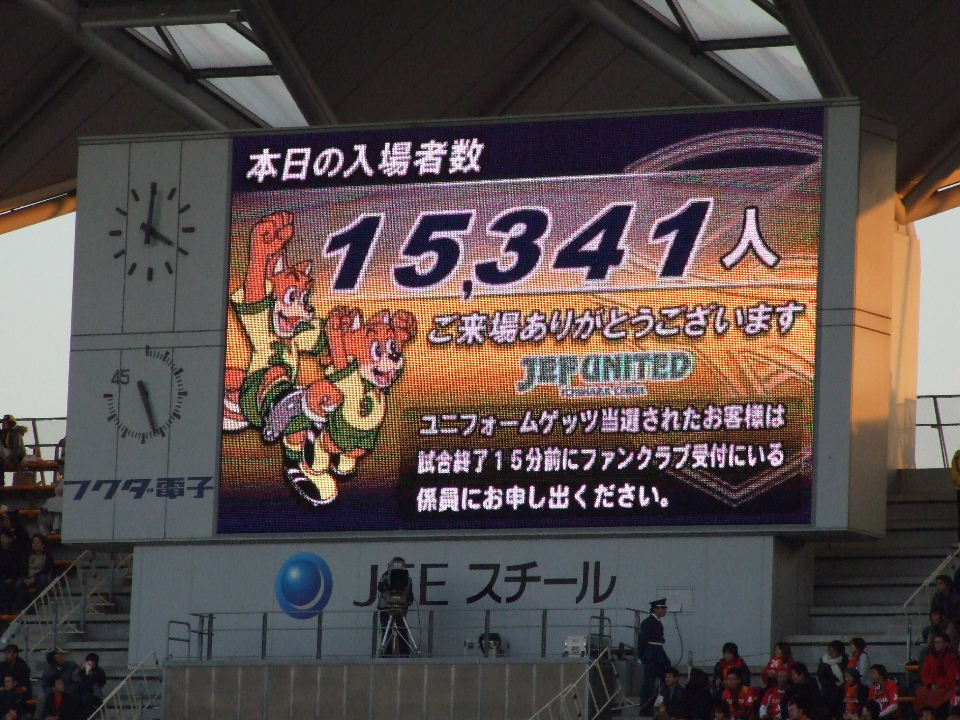 本日の入場者数
15,341人
ご来場ありがとうございます
JEF UNITED
ユニフォームゲッツ当選されたお客様は
試合終了15分前にファンクラブ受付にいる
係員にお申し出ください。
45
フクダ電子
JFE スチール